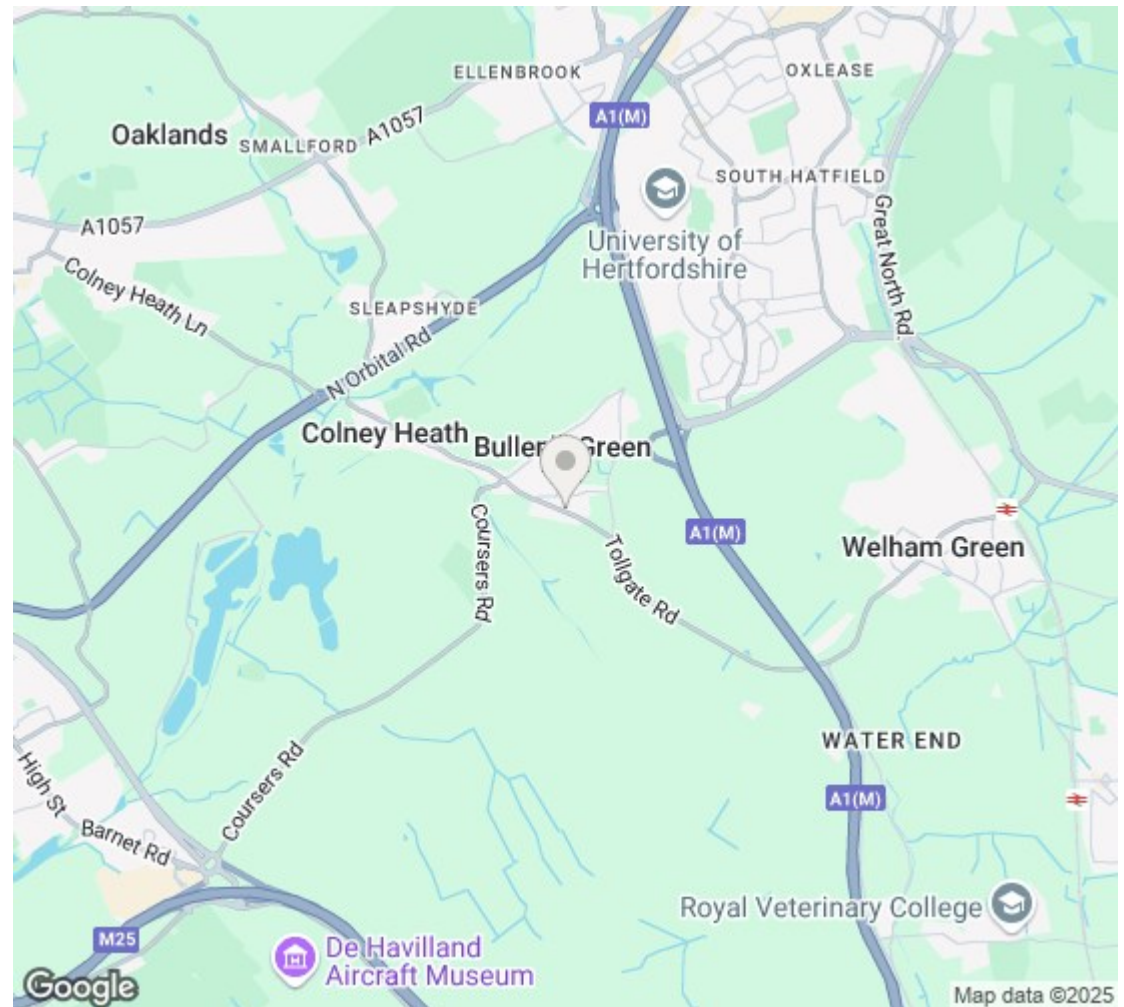 ELLENBROOK
OXLEASE
A1(M)
Oaklands
SMALLFORD
A1057
SOUTH HATFIELD
A1057
University of
Hertfordshire
Great North Rd
Colney Heath Ln
SLEAPSHYDE
N Orbital Rd
Colney Heath
Buller Green
Coursers Rd
A1(M)
Welham Green
Tollgate Rd
WATER END
High St
Coursers Rd
A1(M)
Barnet Rd
Royal Veterinary College
M25
De Havilland
Aircraft Museum
Google
Map data ©2025